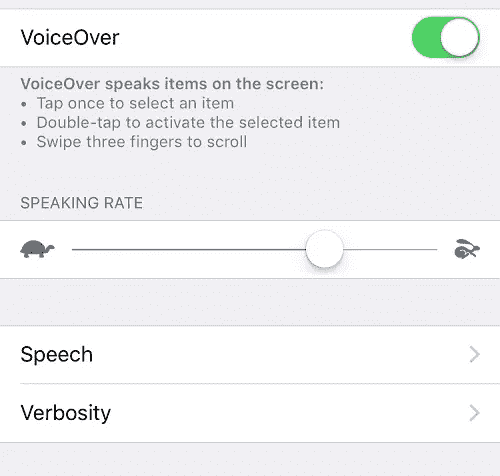 VoiceOver
VoiceOver speaks items on the screen:
• Tap once to select an item
• Double-tap to activate the selected item
• Swipe three fingers to scroll
SPEAKING RATE
Speech
Verbosity